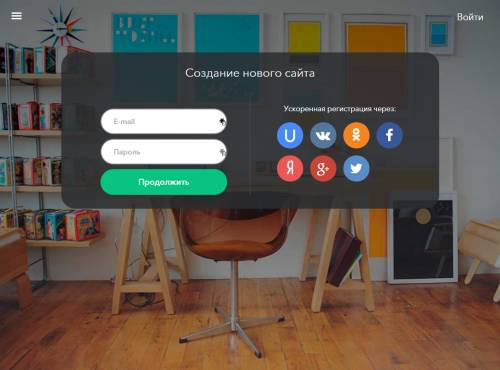 Войти
Создание нового сайта
E-mail
Пароль
Продолжить
Ускоренная регистрация через:
U
Я
g+